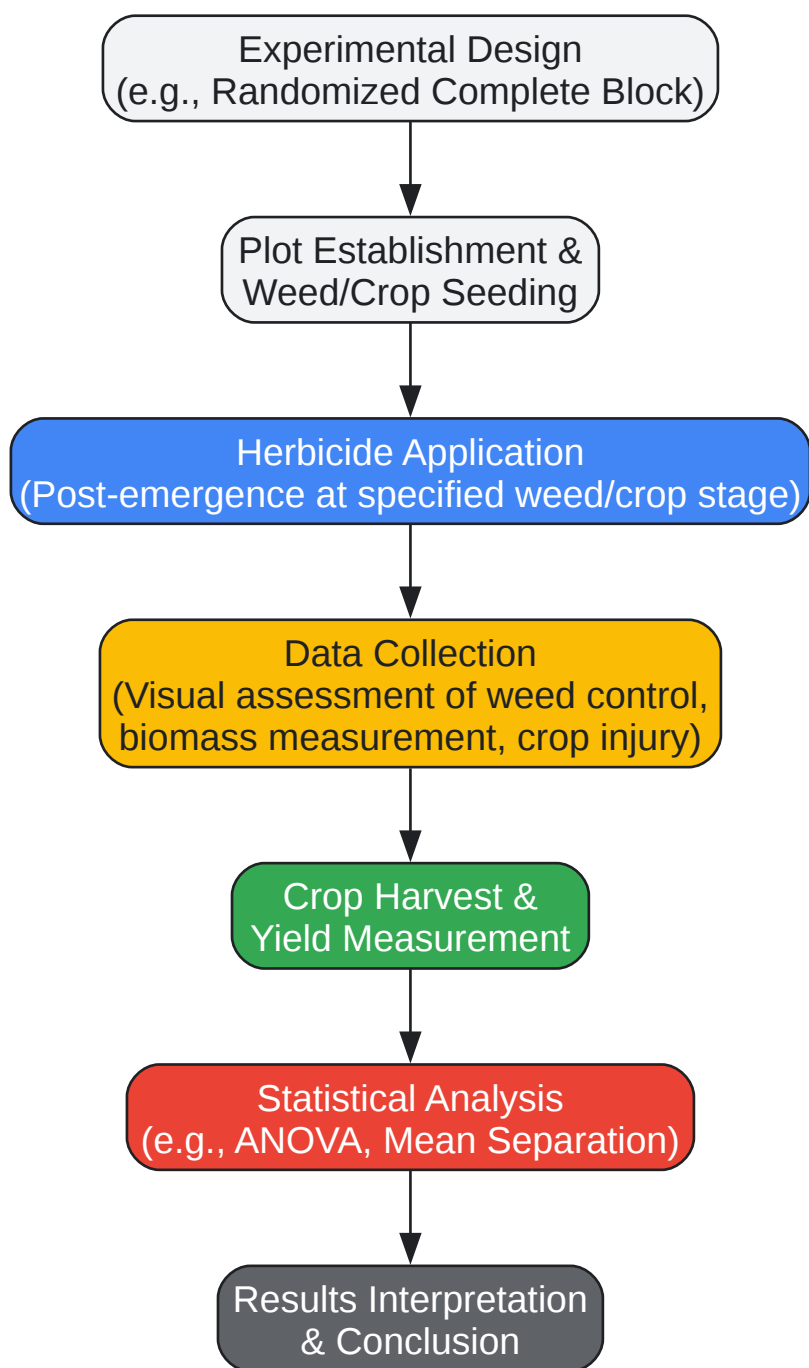 Experimental Design
(e.g., Randomized Complete Block)
Plot Establishment &
Weed/Crop Seeding
Herbicide Application
(Post-emergence at specified weed/crop stage)
Data Collection
(Visual assessment of weed control,
biomass measurement, crop injury)
Crop Harvest &
Yield Measurement
Statistical Analysis
(e.g., ANOVA, Mean Separation)
Results Interpretation
& Conclusion